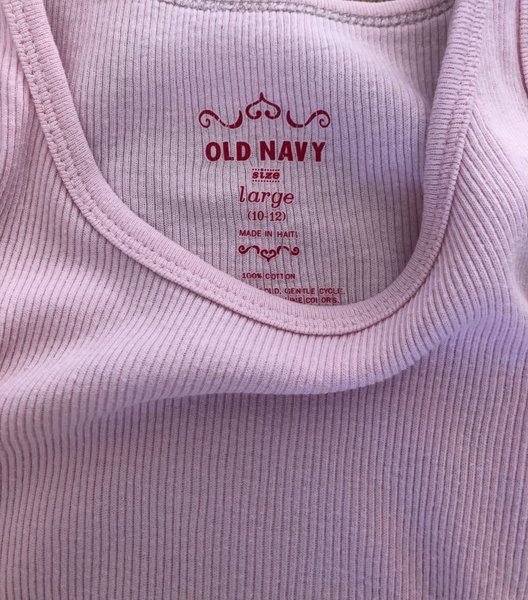 OLD NAVY
size
large
(10-12)
MADE IN HAITI
100% COTTON
GENTLE CYCLE.
COLORS.